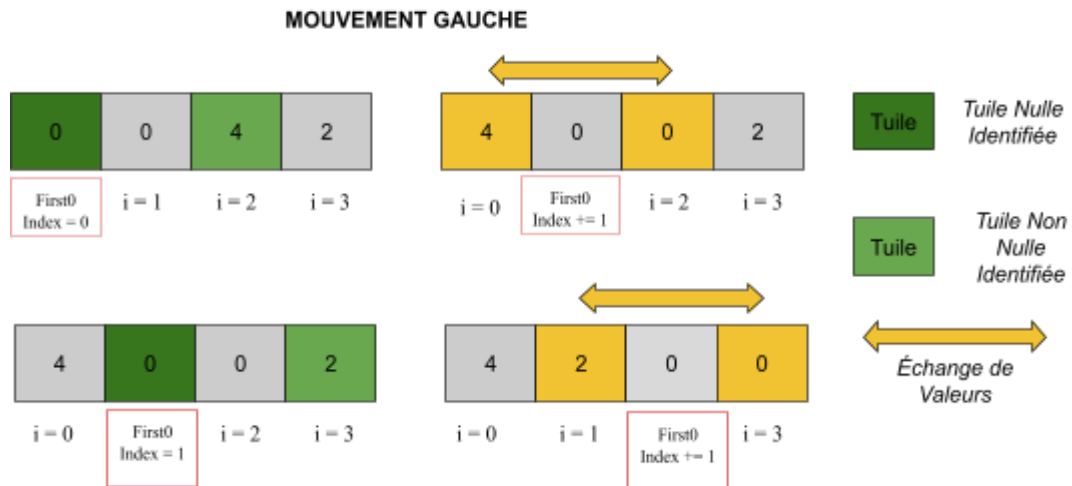 MOUVEMENT GAUCHE
0 0 4 2
First0
Index = 0
i = 1 i = 2 i = 3
4 0 0 2
i = 0
First0
Index += 1
i = 2 i = 3
Tuile
Tuile Nulle
Identifiée
Tuile
Tuile Non
Nulle
Identifiée
4 0 0 2
i = 0
First0
Index = 1
i = 2 i = 3
4 2 0 0
i = 0 i = 1
First0
Index += 1
i = 3
Échange de
Valeurs